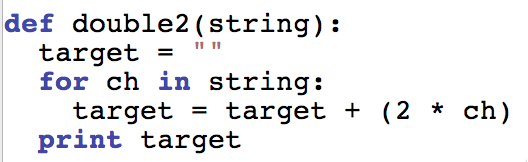 def double2(string):
  target = ""
  for ch in string:
    target = target + (2 * ch)
  print target